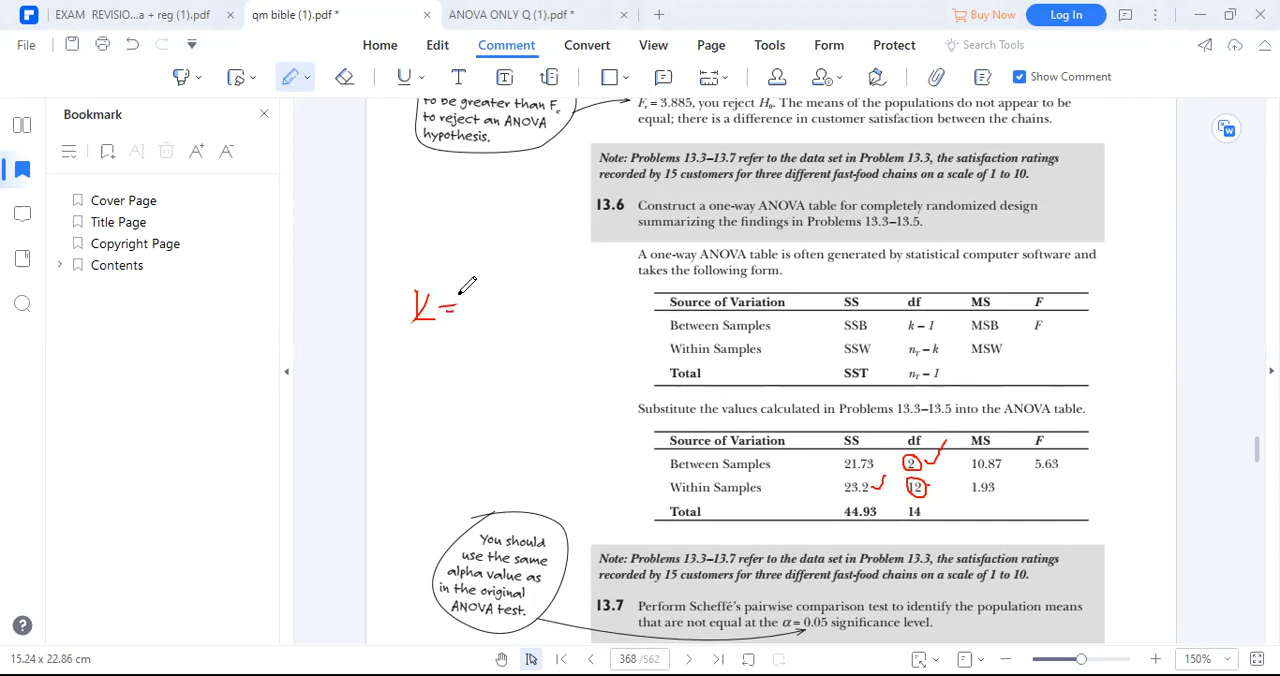 EXAM REVISIO...a + reg (1).pdf
qm bible (1).pdf *
ANOVA ONLY Q (1).pdf *
Buy Now
Log In
File
Home
Edit
Comment
Convert
View
Page
Tools
Form
Protect
Search Tools
Show Comment
Bookmark
Cover Page
Title Page
Copyright Page
Contents
to be greater than Fc
to reject an ANOVA
hypothesis.
Fc = 3.885, you reject H0. The means of the populations do not appear to be
equal; there is a difference in customer satisfaction between the chains.
Note: Problems 13.3–13.7 refer to the data set in Problem 13.3, the satisfaction ratings
recorded by 15 customers for three different fast-food chains on a scale of 1 to 10.
13.6 Construct a one-way ANOVA table for completely randomized design
summarizing the findings in Problems 13.3–13.5.
A one-way ANOVA table is often generated by statistical computer software and
takes the following form.
K =
Source of Variation SS df MS F
Between Samples SSB k – 1 MSB F
Within Samples SSW nT – k MSW
Total SST nT – 1
Substitute the values calculated in Problems 13.3–13.5 into the ANOVA table.
Source of Variation SS df MS F
Between Samples 21.73 2 10.87 5.63
Within Samples 23.2 12 1.93
Total 44.93 14
You should
use the same
alpha value as
in the original
ANOVA test.
Note: Problems 13.3–13.7 refer to the data set in Problem 13.3, the satisfaction ratings
recorded by 15 customers for three different fast-food chains on a scale of 1 to 10.
13.7 Perform Scheffé's pairwise comparison test to identify the population means
that are not equal at the α = 0.05 significance level.
15.24 x 22.86 cm
368 /562
150%